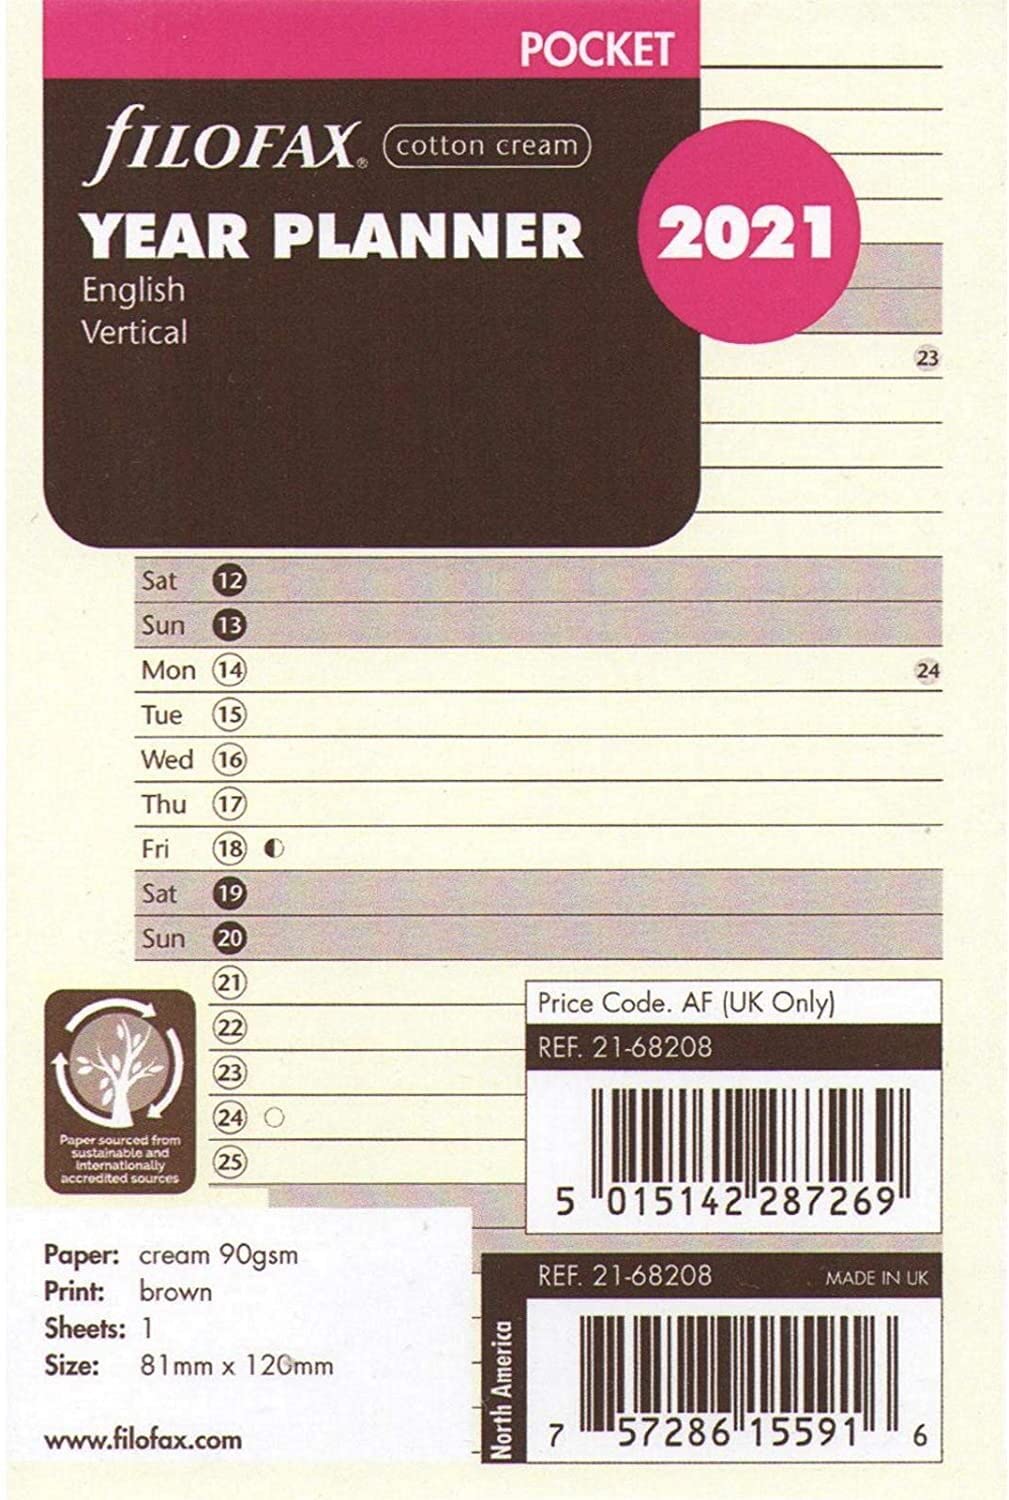 POCKET
fILOFAX® cotton cream
YEAR PLANNER 2021
English
Vertical
23
Sat 12
Sun 13
Mon 14 24
Tue 15
Wed 16
Thu 17
Fri 18
Sat 19
Sun 20
21
22
23
24
25
Paper sourced from
sustainable and
internationally
accredited sources
Price Code. AF (UK Only)
REF. 21-68208
5 015142 287269
Paper: cream 90gsm
Print: brown
Sheets: 1
Size: 81mm x 120mm
www.filofax.com
North America
REF. 21-68208 MADE IN UK
7 57286 15591 6